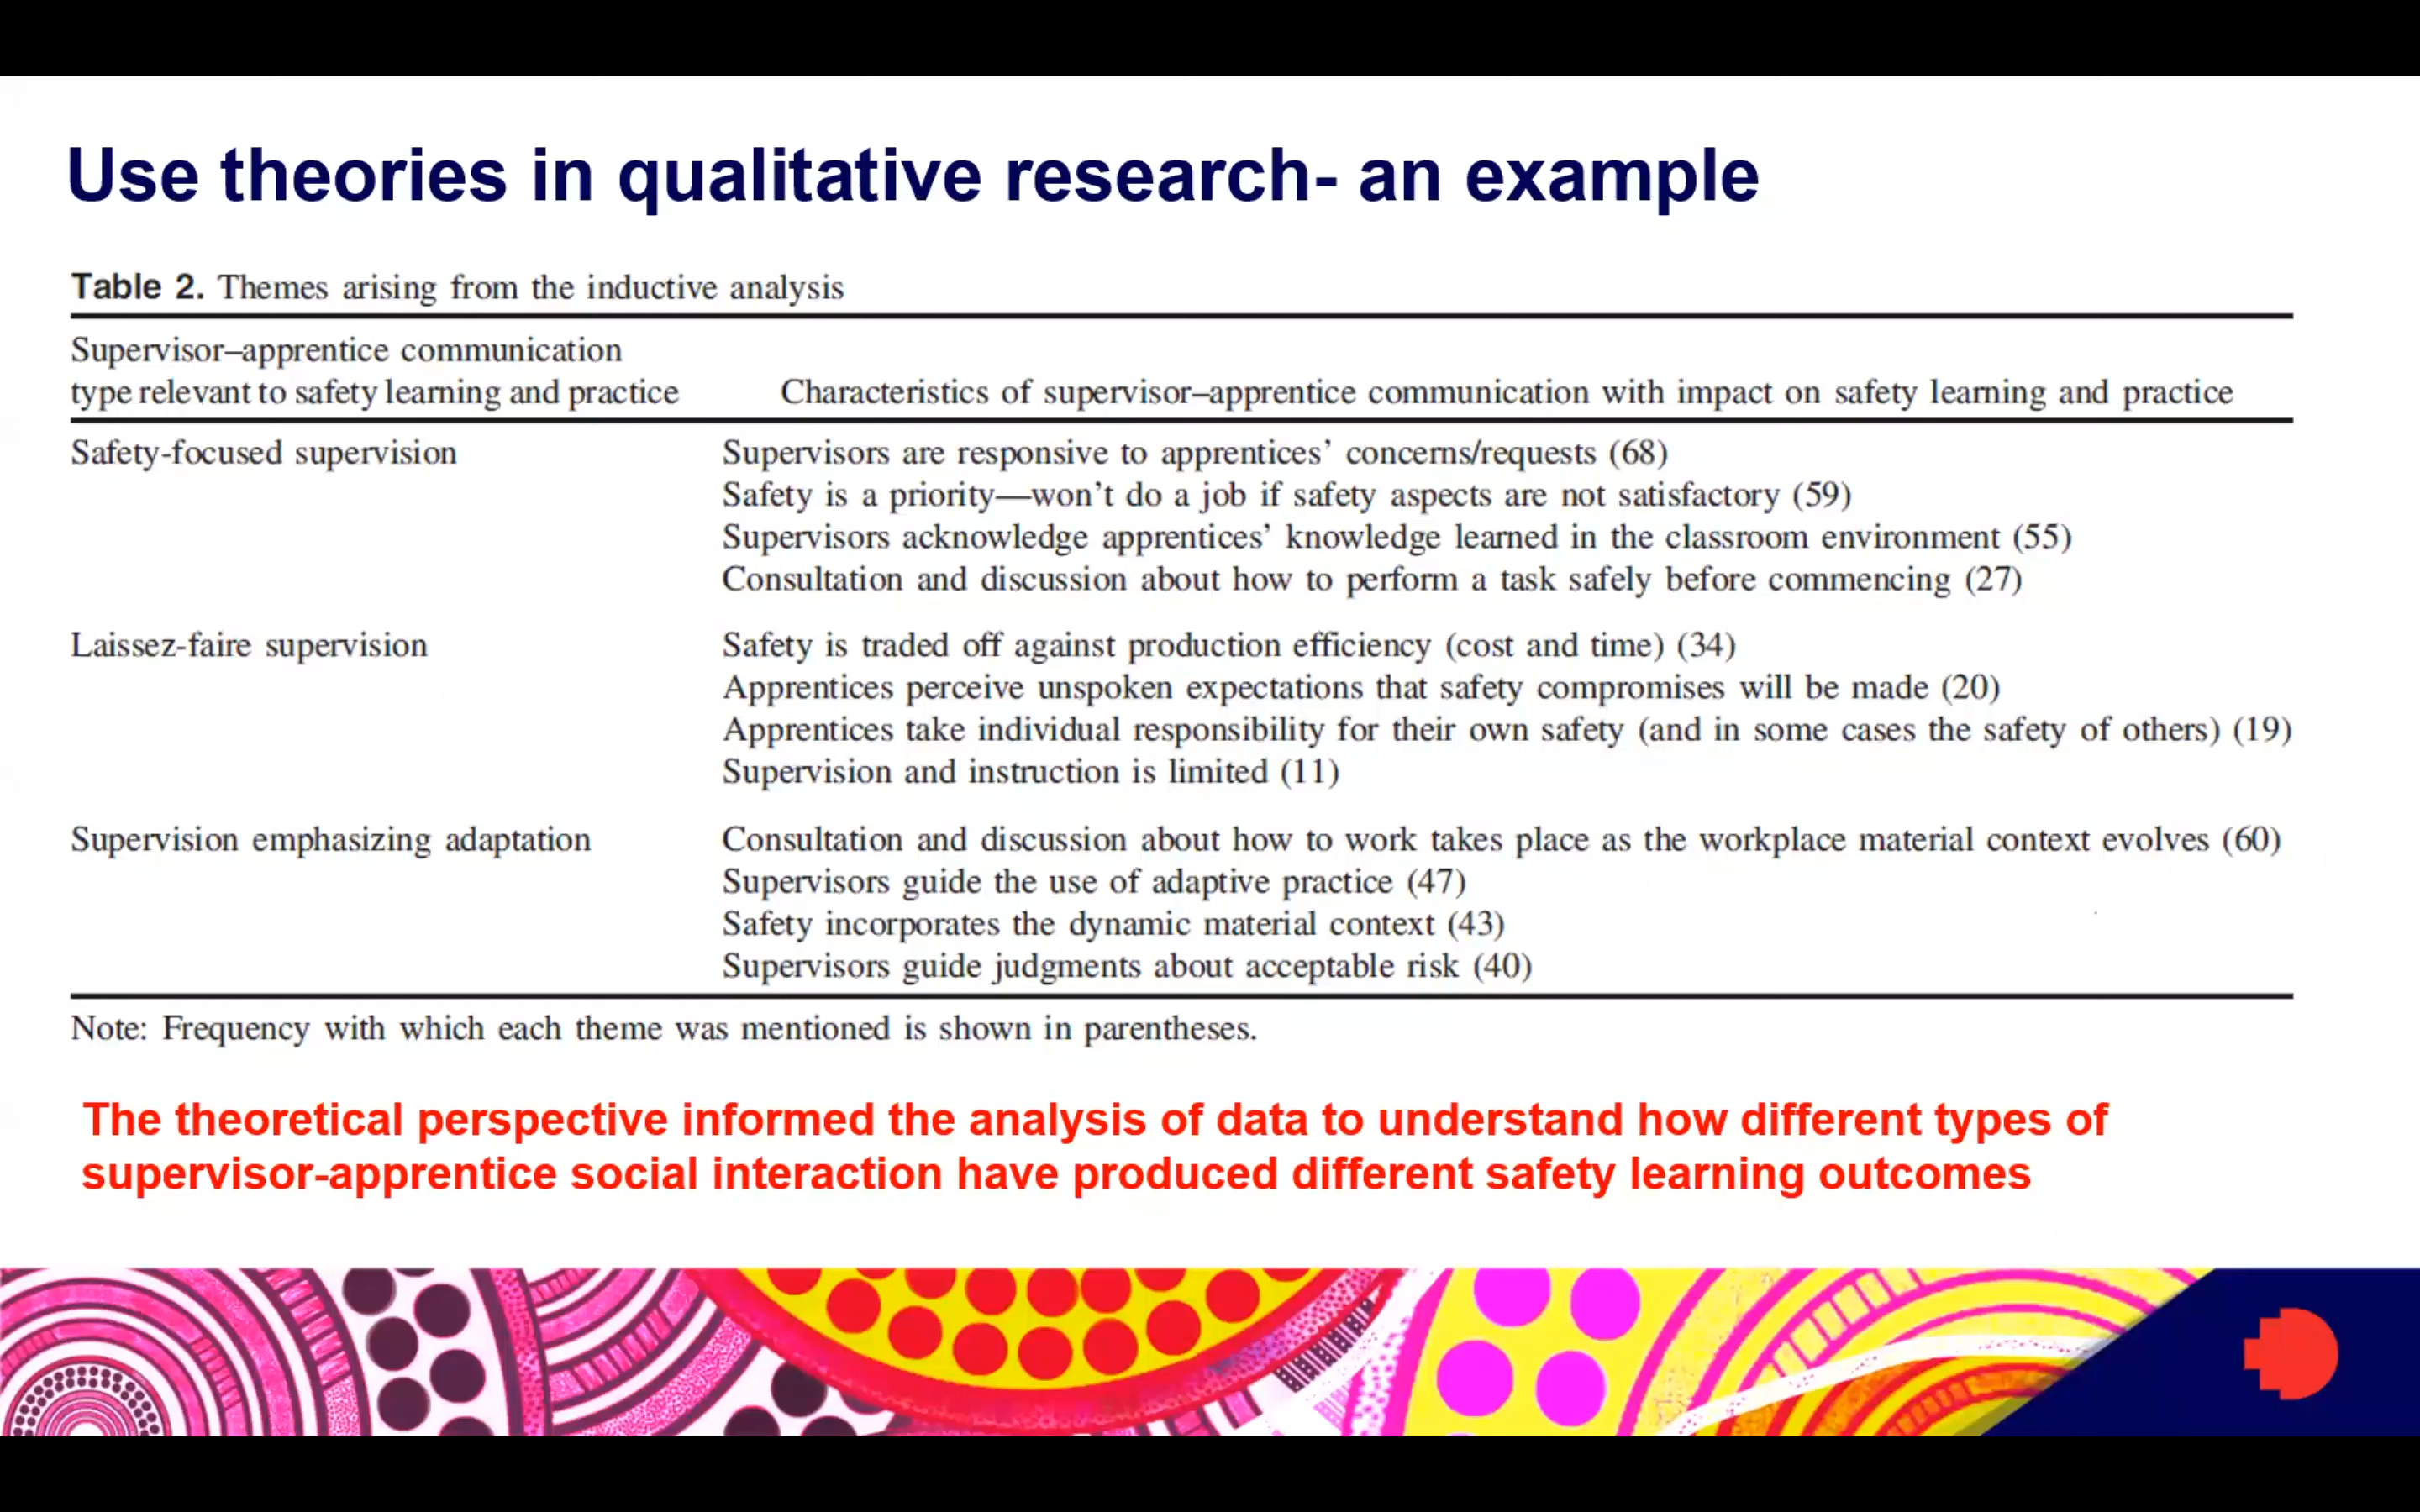 Use theories in qualitative research- an example
Table 2. Themes arising from the inductive analysis
Supervisor–apprentice communication
type relevant to safety learning and practice
Characteristics of supervisor–apprentice communication with impact on safety learning and practice
Safety-focused supervision
Supervisors are responsive to apprentices’ concerns/requests (68)
Safety is a priority—won’t do a job if safety aspects are not satisfactory (59)
Supervisors acknowledge apprentices’ knowledge learned in the classroom environment (55)
Consultation and discussion about how to perform a task safely before commencing (27)
Laissez-faire supervision
Safety is traded off against production efficiency (cost and time) (34)
Apprentices perceive unspoken expectations that safety compromises will be made (20)
Apprentices take individual responsibility for their own safety (and in some cases the safety of others) (19)
Supervision and instruction is limited (11)
Supervision emphasizing adaptation
Consultation and discussion about how to work takes place as the workplace material context evolves (60)
Supervisors guide the use of adaptive practice (47)
Safety incorporates the dynamic material context (43)
Supervisors guide judgments about acceptable risk (40)
Note: Frequency with which each theme was mentioned is shown in parentheses.
The theoretical perspective informed the analysis of data to understand how different types of
supervisor-apprentice social interaction have produced different safety learning outcomes